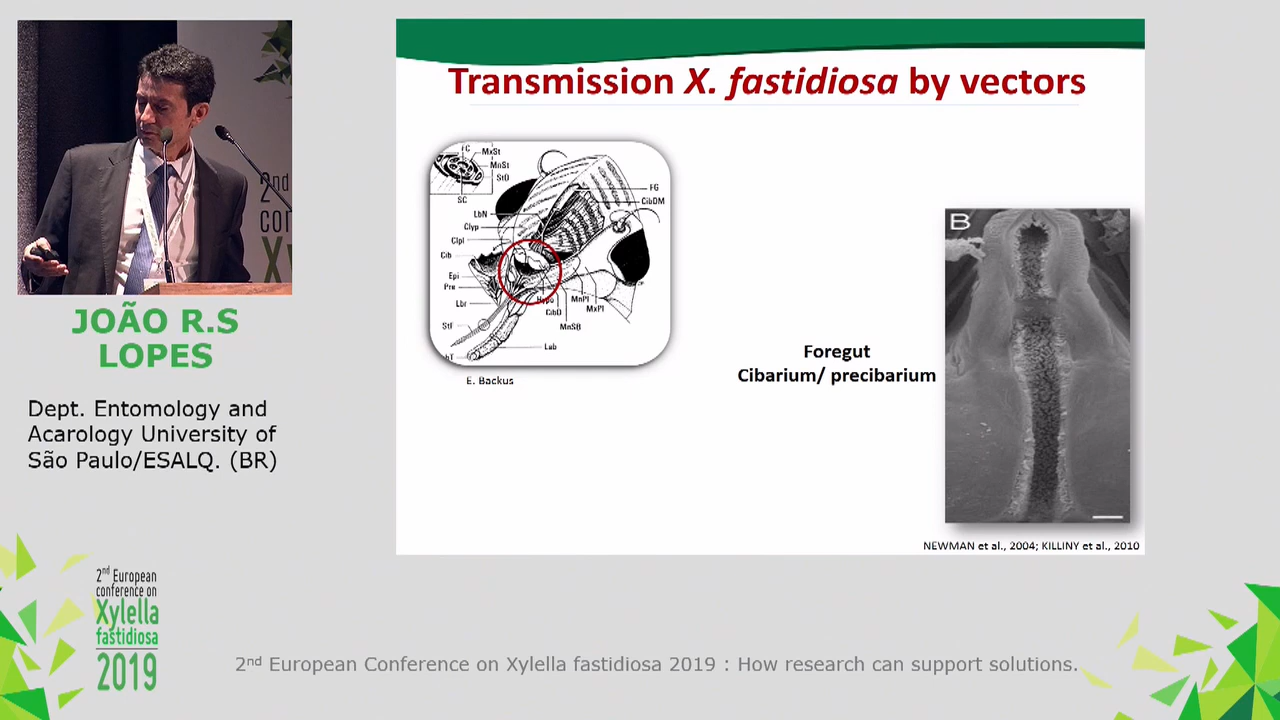 2nd
con
X
JOÃO R.S
LOPES
Dept. Entomology and
Acarology University of
São Paulo/ESALQ. (BR)
2nd European
conference on
Xylella
fastidiosa
2019
Transmission X. fastidiosa by vectors
FC
MxSt
MnSt
StD
SC
LbN
Clyp
Clpl
Cib
Epi
Pre
Lbr
StF
FG
CibDM
Hypo
MnPl
MxPl
CibD
MnSB
Lab
E. Backus
Foregut
Cibarium/ precibarium
B
NEWMAN et al., 2004; KILLINY et al., 2010
2nd European Conference on Xylella fastidiosa 2019 : How research can support solutions.